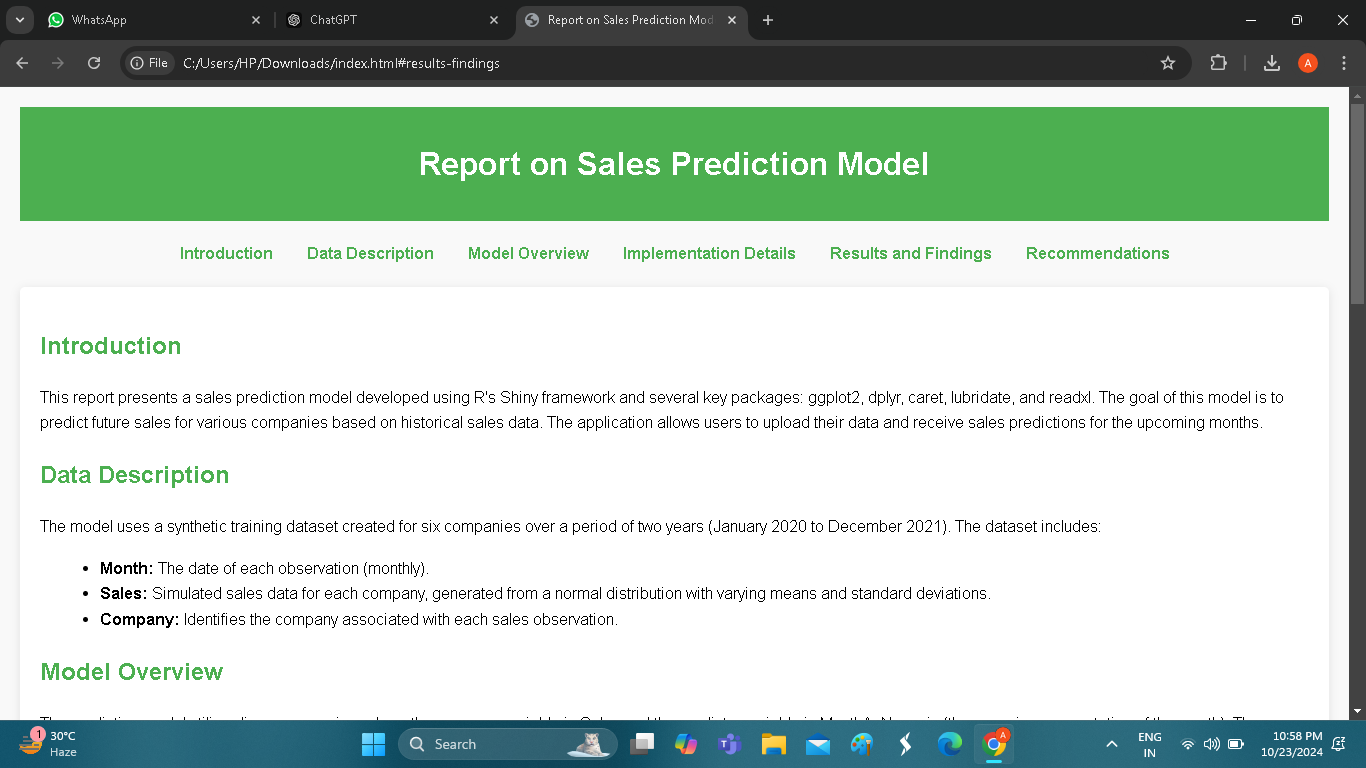 WhatsApp
ChatGPT
Report on Sales Prediction Mod
File
C:/Users/HP/Downloads/index.html#results-findings
A
Report on Sales Prediction Model
Introduction Data Description Model Overview Implementation Details Results and Findings Recommendations
Introduction
This report presents a sales prediction model developed using R's Shiny framework and several key packages: ggplot2, dplyr, caret, lubridate, and readxl. The goal of this model is to
predict future sales for various companies based on historical sales data. The application allows users to upload their data and receive sales predictions for the upcoming months.
Data Description
The model uses a synthetic training dataset created for six companies over a period of two years (January 2020 to December 2021). The dataset includes:
• Month: The date of each observation (monthly).
• Sales: Simulated sales data for each company, generated from a normal distribution with varying means and standard deviations.
• Company: Identifies the company associated with each sales observation.
Model Overview
1
30°C
Haze
Search
A
ENG
IN
10:58 PM
10/23/2024